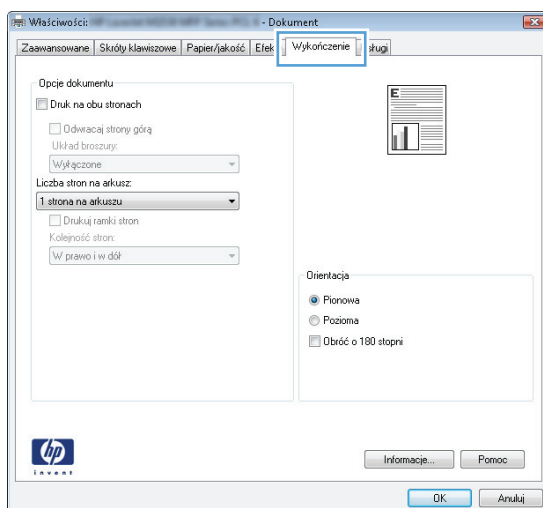 Właściwości: - Dokument
Zaawansowane Skróty klawiszowe Papier/jakość Efek Wykończenie sługi
Opcje dokumentu
Druk na obu stronach
Odwracaj strony górą
Układ broszury:
Wyłączone
Liczba stron na arkusz:
1 strona na arkuszu
Drukuj ramki stron
Kolejność stron:
W prawo i w dół
E
Orientacja
Pionowa
Pozioma
Obróć o 180 stopni
hp
invent
Informacje... Pomoc
OK Anuluj